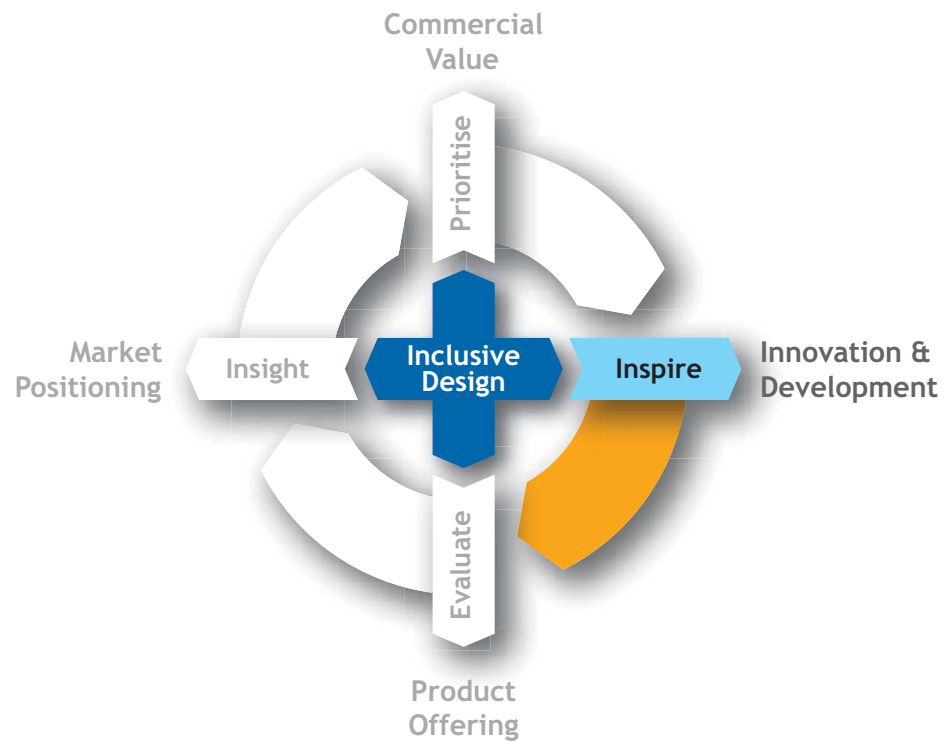 Commercial
Value
Prioritise
Market
Positioning
Insight
Inclusive
Design
Inspire
Innovation &
Development
Evaluate
Product
Offering